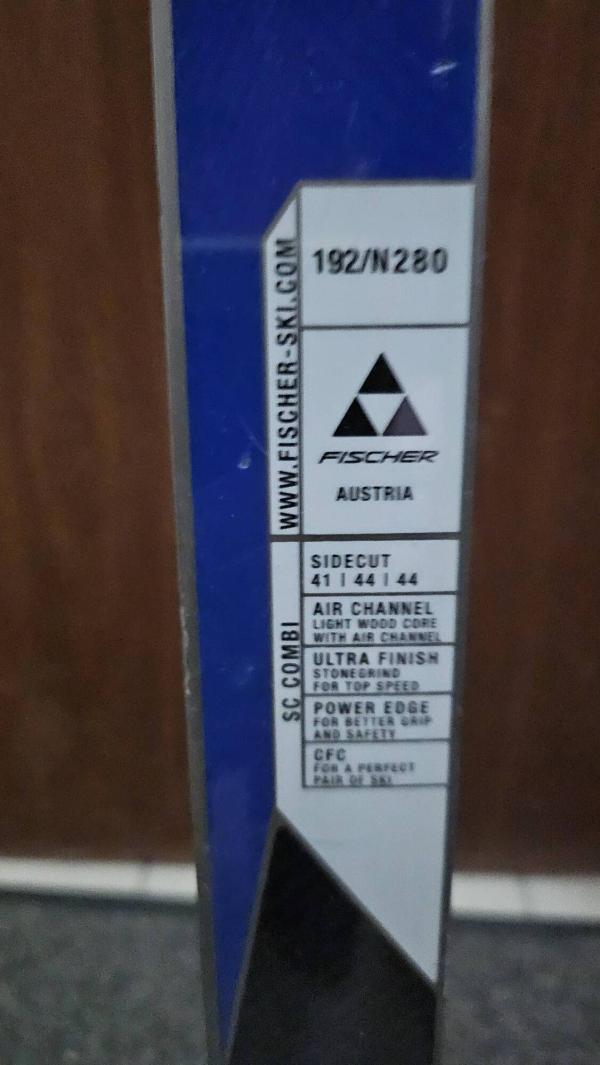 192/N280
WWW.FISCHER-SKI.COM
FISCHER
AUSTRIA
SC COMBI
SIDECUT
41 | 44 | 44
AIR CHANNEL
LIGHT WOOD CORE
WITH AIR CHANNEL
ULTRA FINISH
STONEGRIND
FOR TOP SPEED
POWER EDGE
FOR BETTER GRIP
AND SAFETY
CFC
FOR A PERFECT
PAIR OF SKI